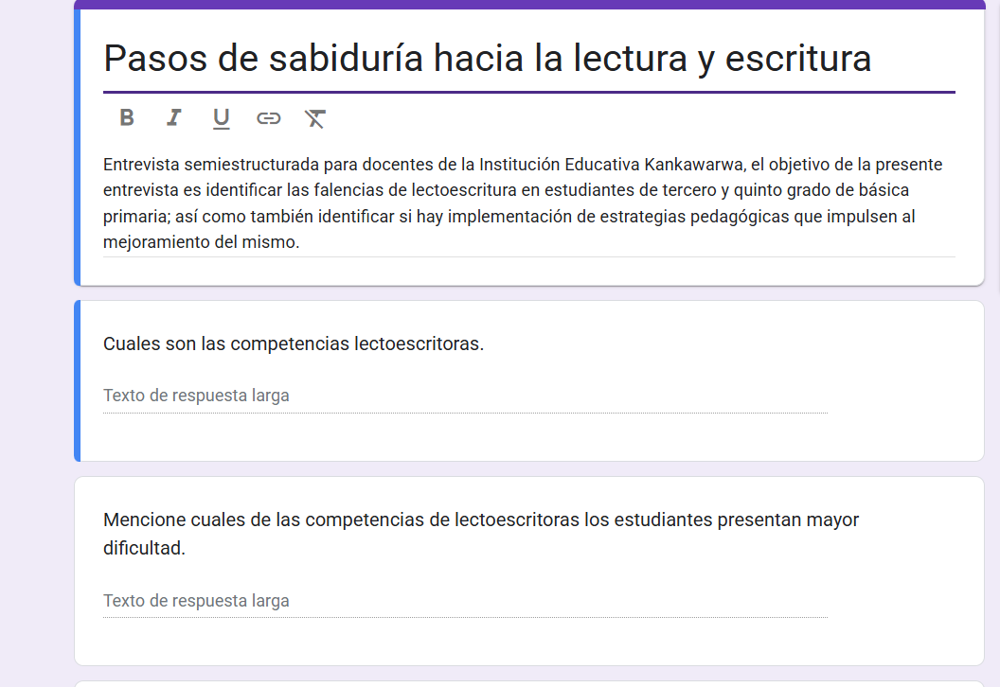 Pasos de sabiduría hacia la lectura y escritura
B I U
Entrevista semiestructurada para docentes de la Institución Educativa Kankawarwa, el objetivo de la presente
entrevista es identificar las falencias de lectoescritura en estudiantes de tercero y quinto grado de básica
primaria; así como también identificar si hay implementación de estrategias pedagógicas que impulsen al
mejoramiento del mismo.
Cuales son las competencias lectoescritoras.
Texto de respuesta larga
Mencione cuales de las competencias de lectoescritoras los estudiantes presentan mayor
dificultad.
Texto de respuesta larga